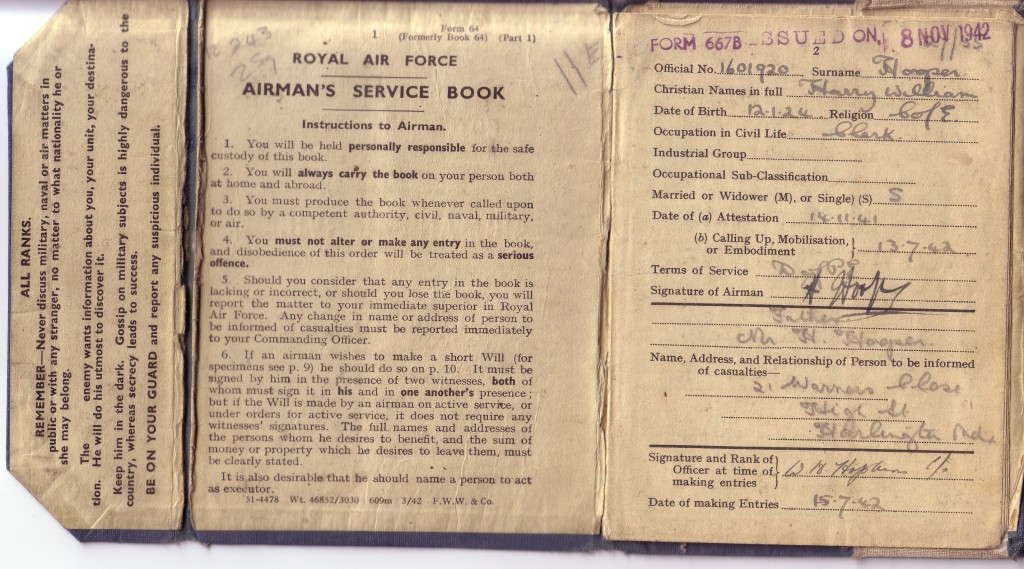 ALL RANKS.
REMEMBER—Never discuss military, naval or air matters in
public or with any stranger, no matter to what nationality he or
she may belong.
The enemy wants information about you, your unit, your destina-
tion. He will do his utmost to discover it.
Keep him in the dark. Gossip on military subjects is highly dangerous to the
country, whereas secrecy leads to success.
BE ON YOUR GUARD and report any suspicious individual.
1
Form 64
(Formerly Book 64) (Part 1)
ROYAL AIR FORCE
AIRMAN'S SERVICE BOOK
Instructions to Airman.
1. You will be held personally responsible for the safe
custody of this book.
2. You will always carry the book on your person both
at home and abroad.
3. You must produce the book whenever called upon
to do so by a competent authority, civil, naval, military,
or air.
4. You must not alter or make any entry in the book,
and disobedience of this order will be treated as a serious
offence.
5. Should you consider that any entry in the book is
lacking or incorrect, or should you lose the book, you will
report the matter to your immediate superior in Royal
Air Force. Any change in name or address of person to
be informed of casualties must be reported immediately
to your Commanding Officer.
6. If an airman wishes to make a short Will (for
specimens see p. 9) he should do so on p. 10. It must be
signed by him in the presence of two witnesses, both of
whom must sign it in his and in one another's presence;
but if the Will is made by an airman on active service, or
under orders for active service, it does not require any
witnesses' signatures. The full names and addresses of
the persons whom he desires to benefit, and the sum of
money or property which he desires to leave them, must
be clearly stated.
It is also desirable that he should name a person to act
as executor.
51-4478 Wt. 46852/3030 609m 3/42 F.W.W. & Co.
11E
FORM 667B ISSUED ON 8 NOV 1942
2
Official No. 1601920 Surname Hooper
Christian Names in full Harry William
Date of Birth 12.1.24 Religion C of E.
Occupation in Civil Life Clerk.
Industrial Group
Occupational Sub-Classification
Married or Widower (M), or Single) (S) S
Date of (a) Attestation 14.11.41
(b) Calling Up, Mobilisation, or Embodiment } 13.7.42
Terms of Service
Signature of Airman H Hooper
Father
Mr H. Hooper.
Name, Address, and Relationship of Person to be informed
of casualties—
21 Warners Close
High St
Harlington
Signature and Rank of
Officer at time of
making entries } W H Hopkins
Date of making Entries 15.7.42